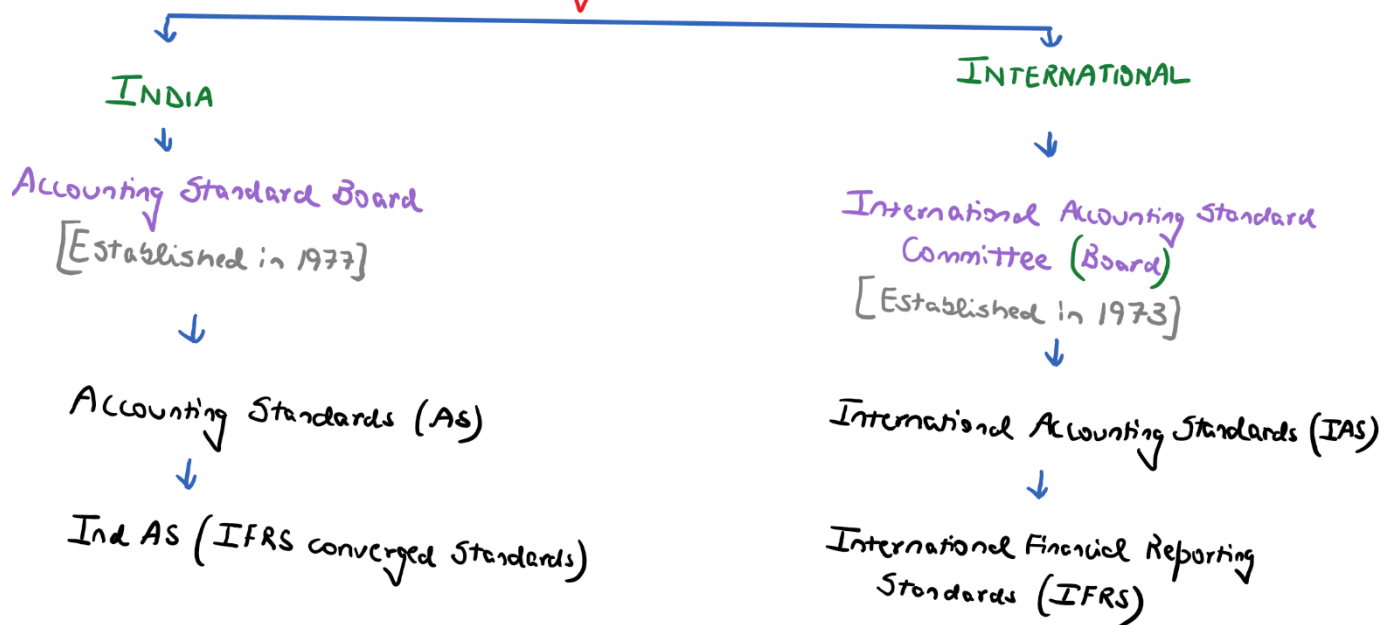 INDIA
Accounting Standard Board
[Established in 1977]
Accounting Standards (AS)
Ind AS (IFRS converged standards)
INTERNATIONAL
International Accounting Standard
Committee (Board)
[Established in 1973]
International Accounting Standards (IAS)
International Financial Reporting
Standards (IFRS)